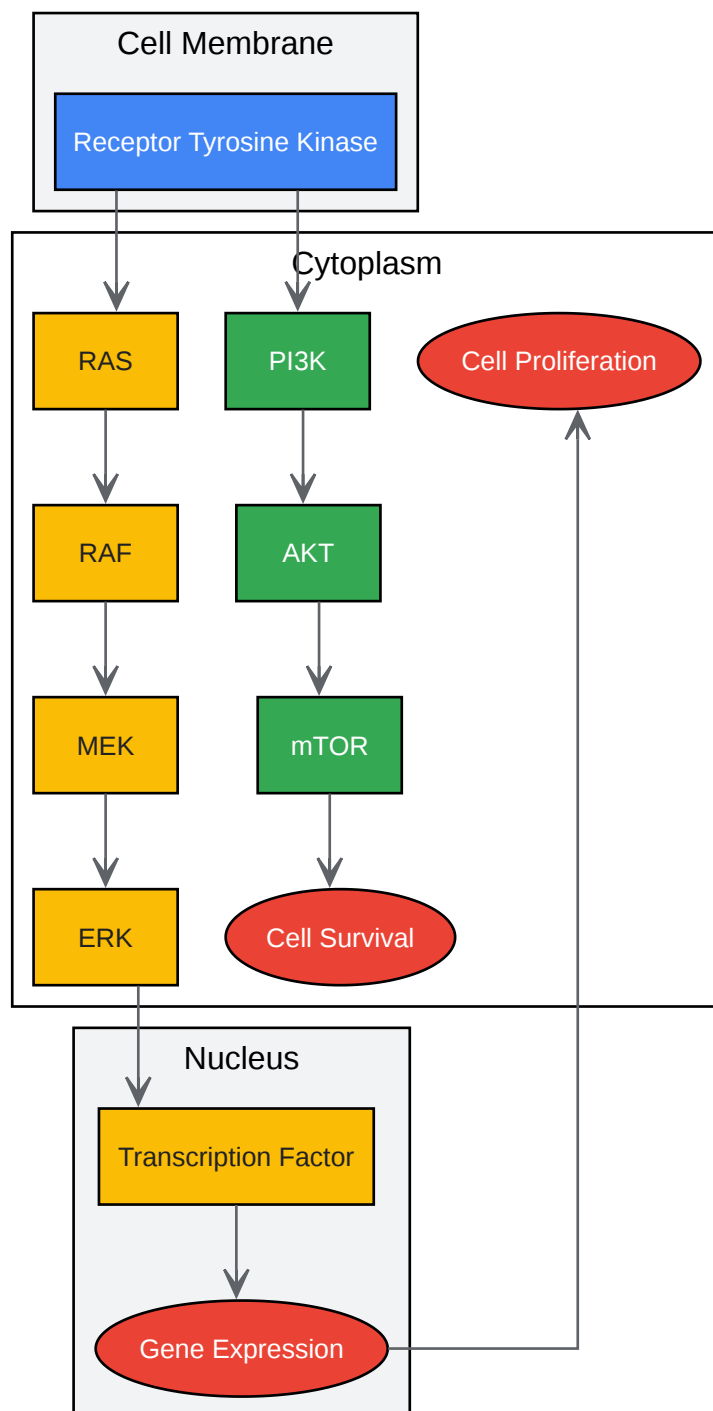 Cell Membrane
Receptor Tyrosine Kinase
Cytoplasm
RAS
PI3K
Cell Proliferation
RAF
AKT
MEK
mTOR
ERK
Cell Survival
Nucleus
Transcription Factor
Gene Expression